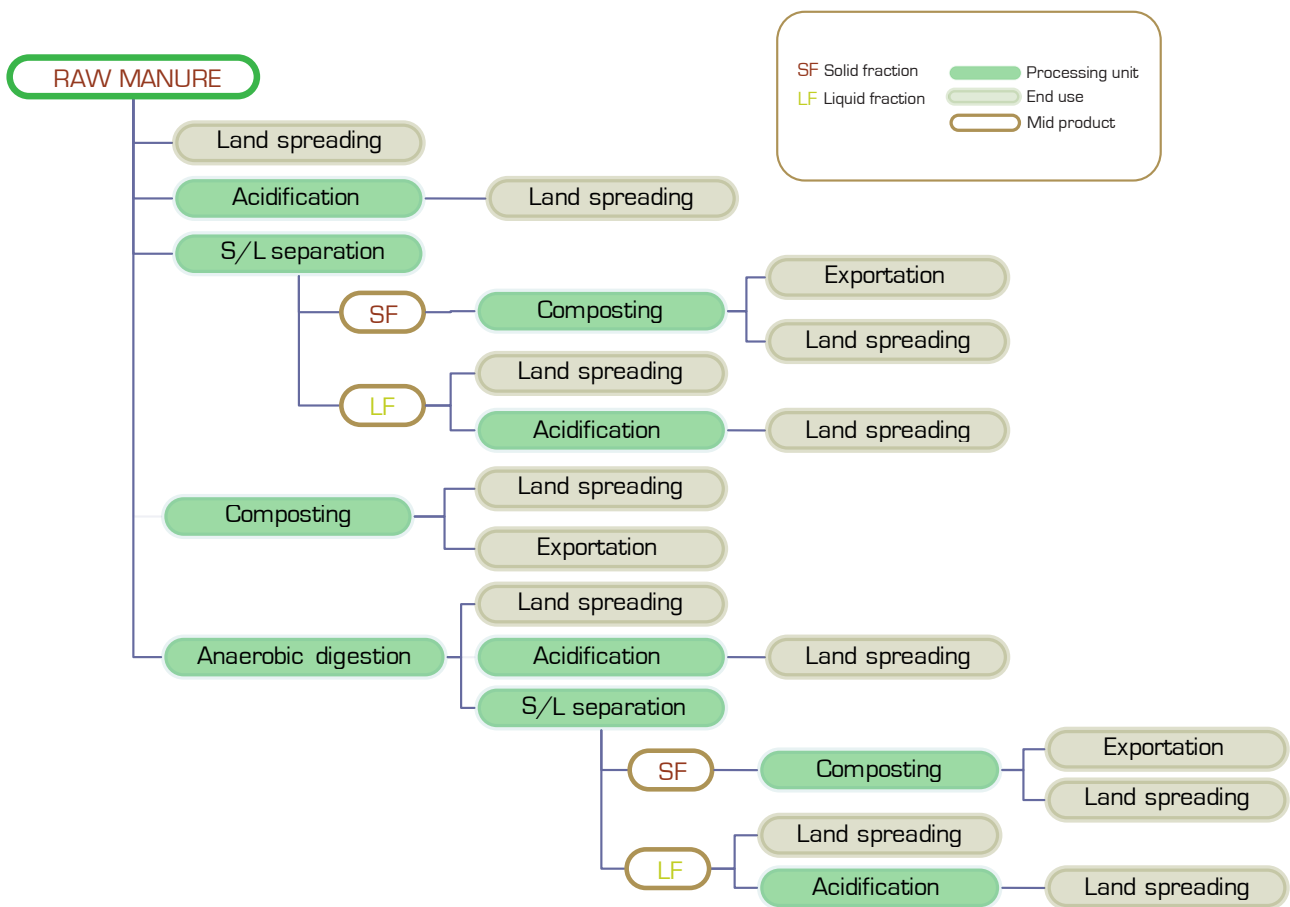 RAW MANURE
SF Solid fraction
LF Liquid fraction
Processing unit
End use
Mid product
Land spreading
Acidification
Land spreading
S/L separation
SF
Composting
Exportation
Land spreading
LF
Land spreading
Acidification
Land spreading
Composting
Land spreading
Exportation
Anaerobic digestion
Land spreading
Acidification
Land spreading
S/L separation
SF
Composting
Exportation
Land spreading
LF
Land spreading
Acidification
Land spreading